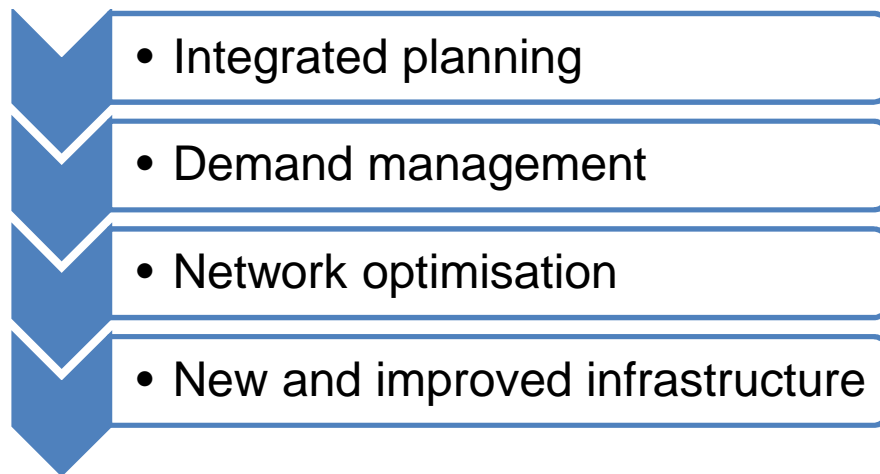 • Integrated planning
• Demand management
• Network optimisation
• New and improved infrastructure